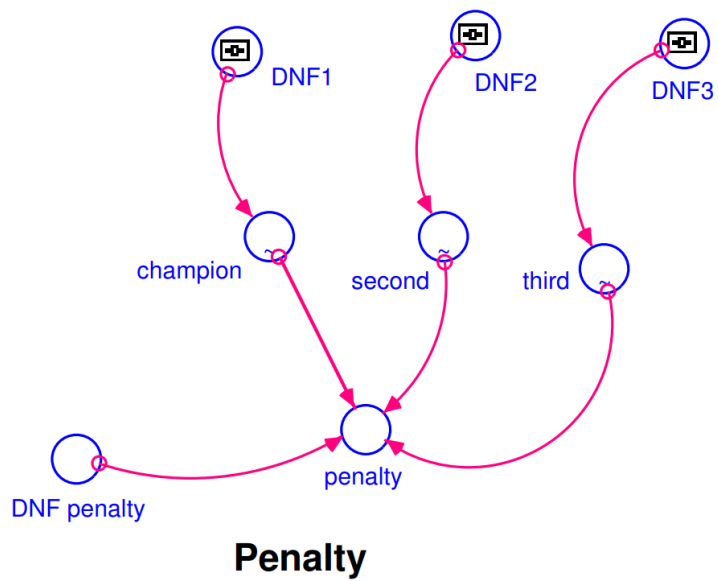 DNF1
DNF2
DNF3
champion
~
second
~
third
~
penalty
DNF penalty
Penalty